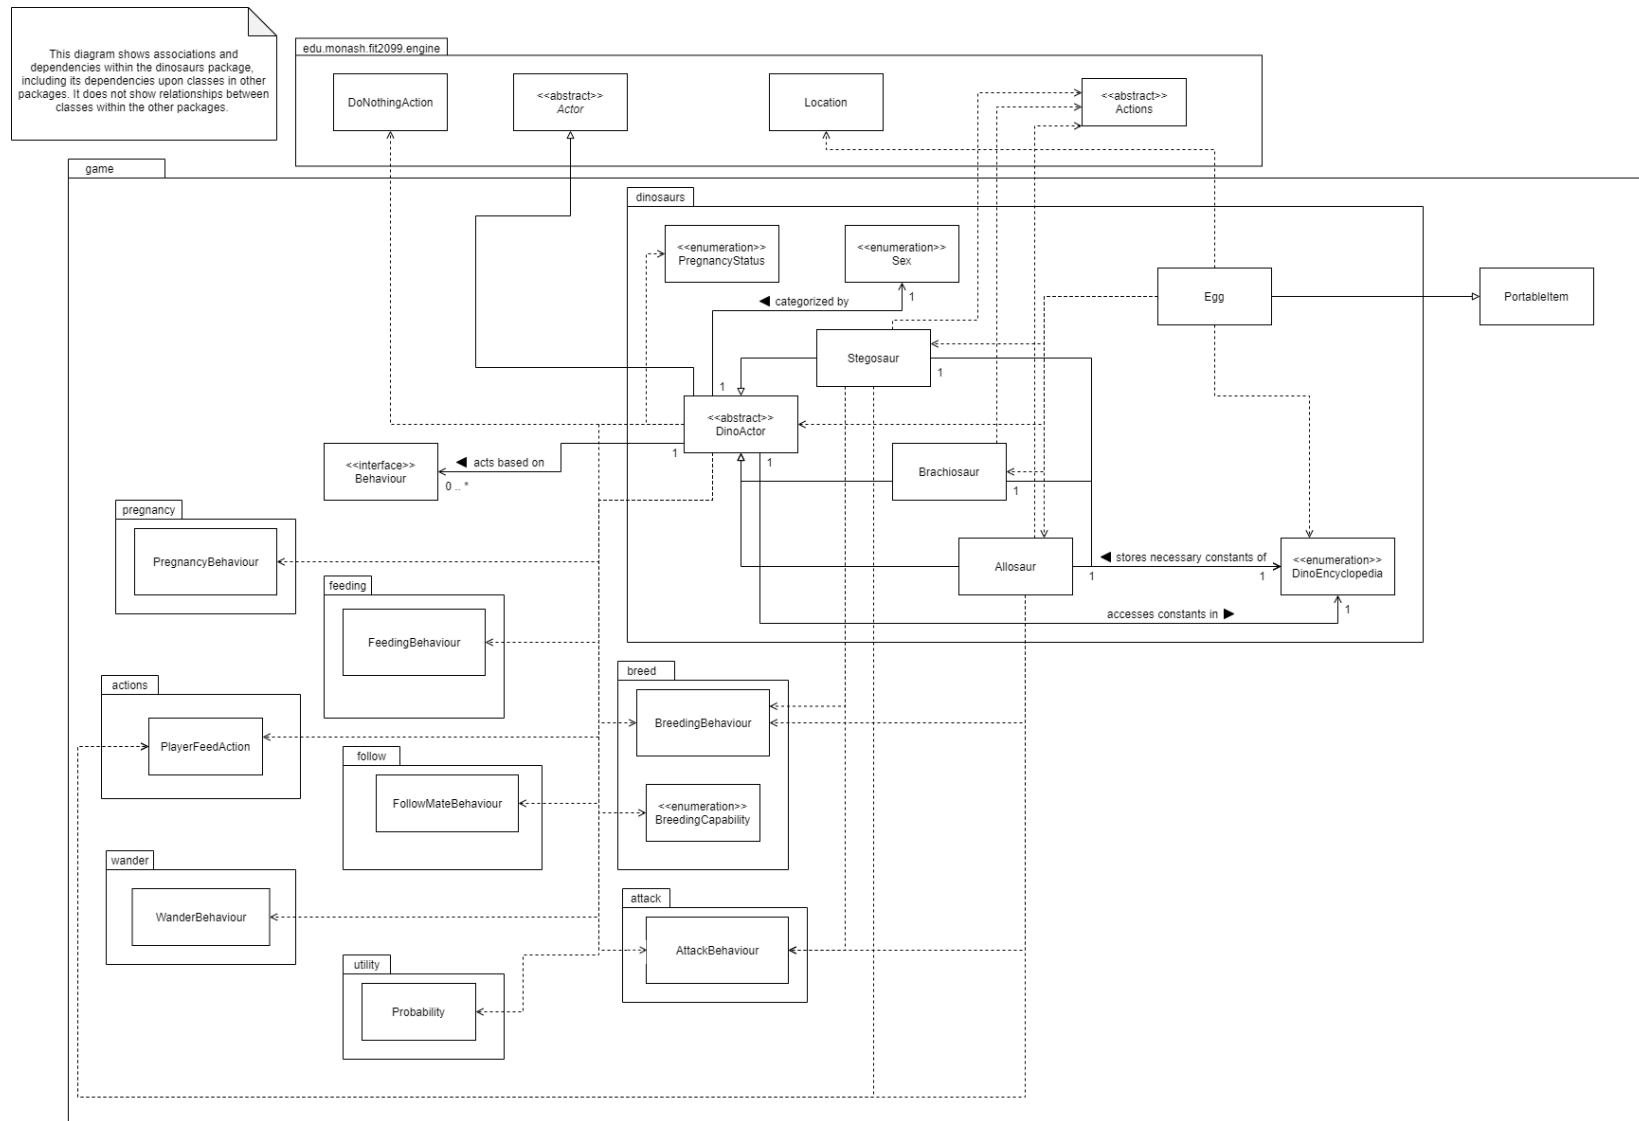 This diagram shows associations and
dependencies within the dinosaurs package,
including its dependencies upon classes in other
packages. It does not show relationships between
classes within the other packages.
edu.monash.fit2099.engine
DoNothingAction
<<abstract>>
Actor
Location
<<abstract>>
Actions
game
dinosaurs
<<enumeration>>
PregnancyStatus
<<enumeration>>
Sex
◀ categorized by
1
Egg
PortableItem
Stegosaur
1
1
<<abstract>>
DinoActor
1
1
<<interface>>
Behaviour
◀ acts based on
0 .. *
Brachiosaur
1
pregnancy
PregnancyBehaviour
Allosaur
1
◀ stores necessary constants of
1
<<enumeration>>
DinoEncyclopedia
accesses constants in ▶
1
feeding
FeedingBehaviour
actions
PlayerFeedAction
breed
BreedingBehaviour
<<enumeration>>
BreedingCapability
follow
FollowMateBehaviour
wander
WanderBehaviour
attack
AttackBehaviour
utility
Probability